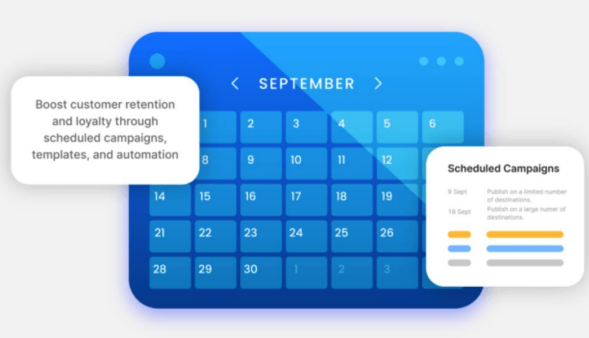 SEPTEMBER
Boost customer retention
and loyalty through
scheduled campaigns,
templates, and automation
1 2 3 4 5 6
8 9 10 11 12
14 15 16 17 18 19
21 22 23 24 25 26
28 29 30 1 2 3
Scheduled Campaigns
9 Sept Publish on a limited number
of destinations.
18 Sept Publish on a large numer of
destinations.